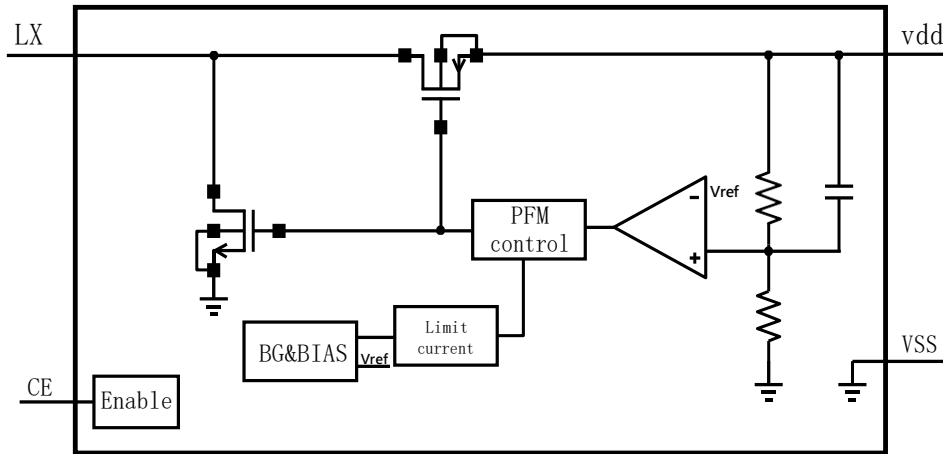 LX
vdd
Vref
-
PFM
control
+
Limit
current
BG&BIAS
Vref
VSS
CE
Enable